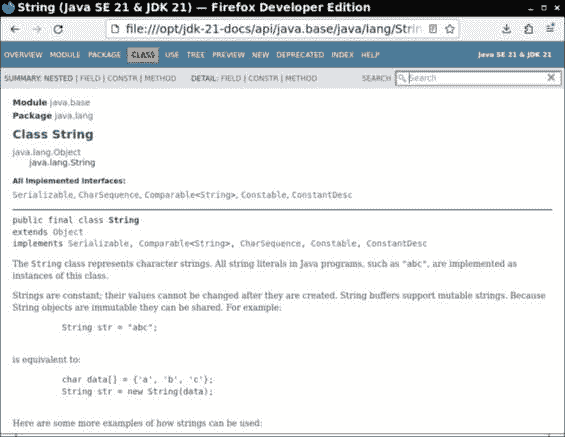 String (Java SE 21 & JDK 21) — Firefox Developer Edition
file:///opt/jdk-21-docs/api/java.base/java/lang/Strin
OVERVIEW MODULE PACKAGE CLASS USE TREE PREVIEW NEW DEPRECATED INDEX HELP Java SE 21 & JDK 21
SUMMARY: NESTED | FIELD | CONSTR | METHOD DETAIL: FIELD | CONSTR | METHOD SEARCH Search
Module java.base
Package java.lang
Class String
java.lang.Object
java.lang.String
All Implemented Interfaces:
Serializable, CharSequence, Comparable<String>, Constable, ConstantDesc
public final class String
extends Object
implements Serializable, Comparable<String>, CharSequence, Constable, ConstantDesc
The String class represents character strings. All string literals in Java programs, such as "abc", are implemented as
instances of this class.
Strings are constant; their values cannot be changed after they are created. String buffers support mutable strings. Because
String objects are immutable they can be shared. For example:
String str = "abc";
is equivalent to:
char data[] = {'a', 'b', 'c'};
String str = new String(data);
Here are some more examples of how strings can be used: